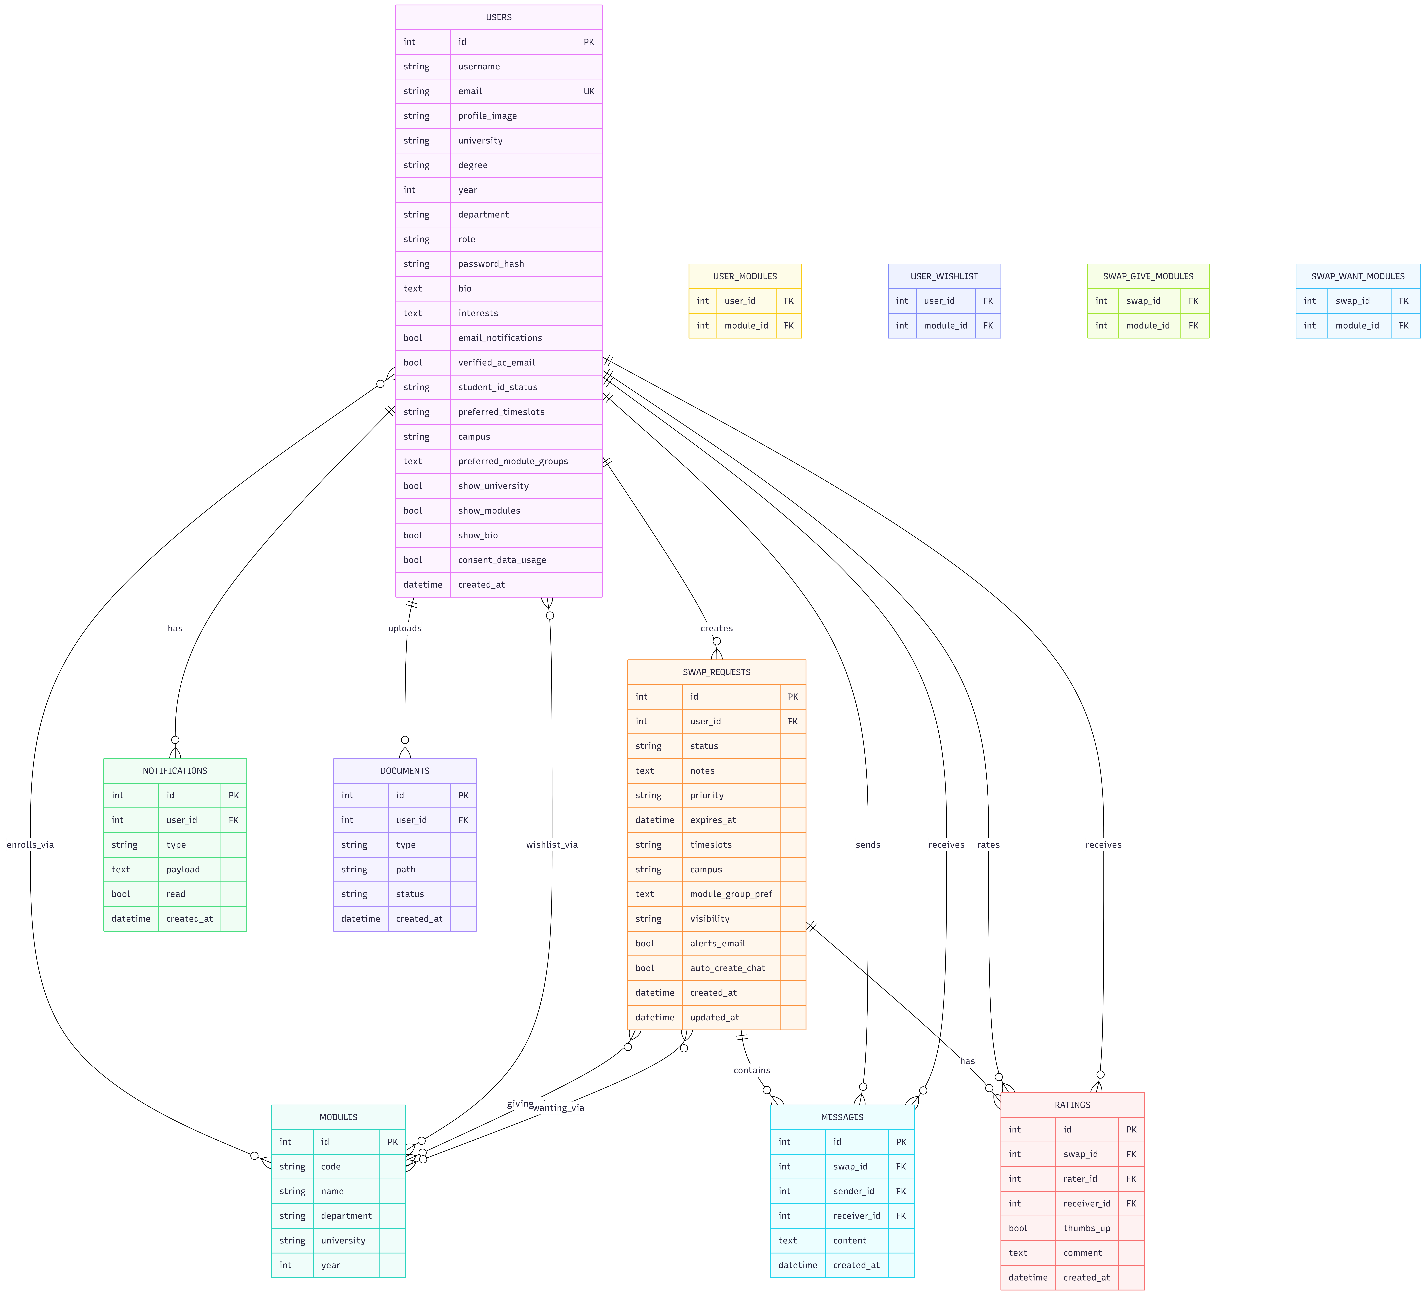 USERS
int id PK
string username
string email UK
string profile_image
string university
string degree
int year
string department
string role
string password_hash
text bio
text interests
bool email_notifications
bool verified_ac_email
string student_id_status
string preferred_timeslots
string campus
text preferred_module_groups
bool show_university
bool show_modules
bool show_bio
bool consent_data_usage
datetime created_at
USER_MODULES
int user_id FK
int module_id FK
USER_WISHLIST
int user_id FK
int module_id FK
SWAP_GIVE_MODULES
int swap_id FK
int module_id FK
SWAP_WANT_MODULES
int swap_id FK
int module_id FK
has
uploads
creates
SWAP_REQUESTS
int id PK
int user_id FK
string status
text notes
string priority
datetime expires_at
string timeslots
string campus
text module_group_pref
string visibility
bool alerts_email
bool auto_create_chat
datetime created_at
datetime updated_at
NOTIFICATIONS
int id PK
int user_id FK
string type
text payload
bool read
datetime created_at
DOCUMENTS
int id PK
int user_id FK
string type
string path
string status
datetime created_at
enrolls_via
wishlist_via
sends
receives
rates
receives
has
contains
giving
wanting_via
MODULES
int id PK
string code
string name
string department
string university
int year
MESSAGES
int id PK
int swap_id FK
int sender_id FK
int receiver_id FK
text content
datetime created_at
RATINGS
int id PK
int swap_id FK
int rater_id FK
int receiver_id FK
bool thumbs_up
text comment
datetime created_at